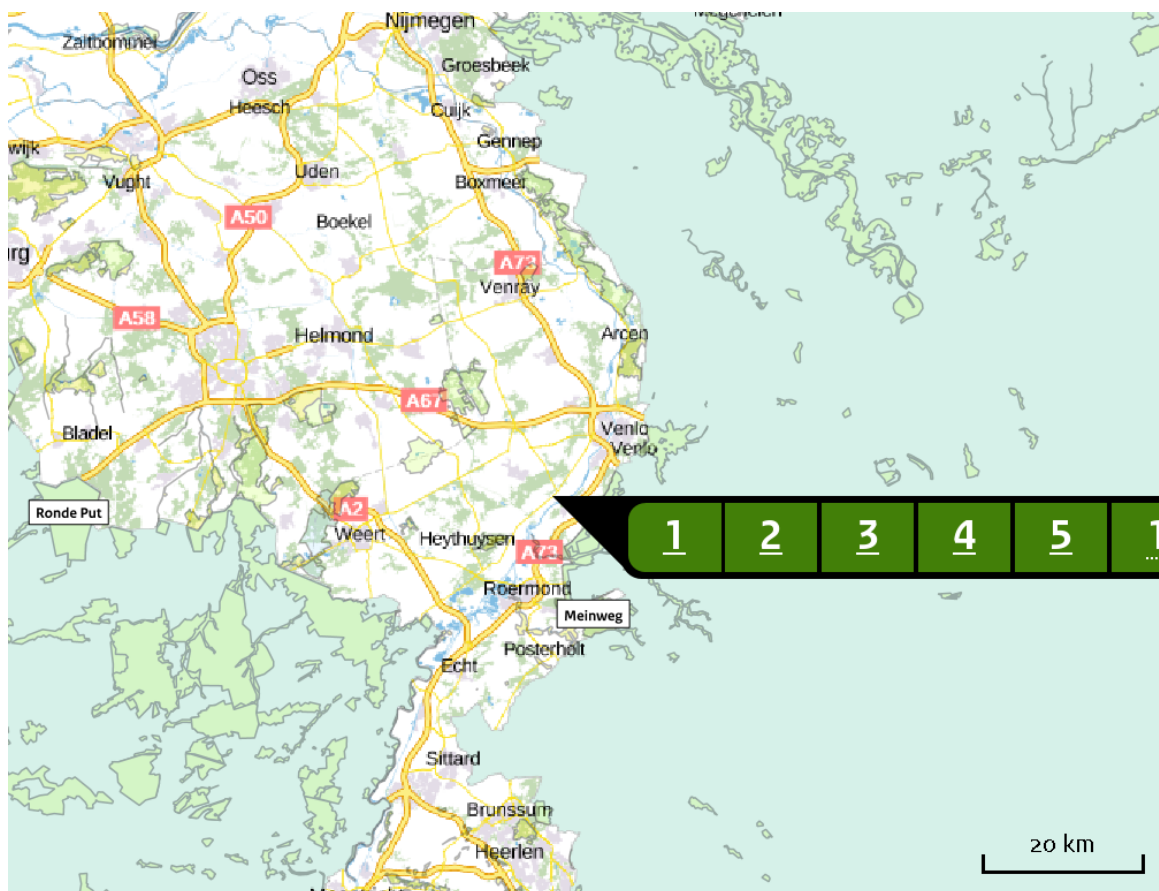 Nijmegen
Zaltbommel
Groesbeek
Oss
Heesch
Cuijk
Gennep
wijk
Vught
Uden
Boxmeer
A50
Boekel
urg
A73
Venray
A58
Helmond
Arcen
A67
Bladel
Venlo
Venlo
Ronde Put
A2
Weert
Heythuysen
A73
1 2 3 4 5 1
Roermond
Meinweg
Posterholt
Echt
Sittard
Brunssum
Heerlen
20 km